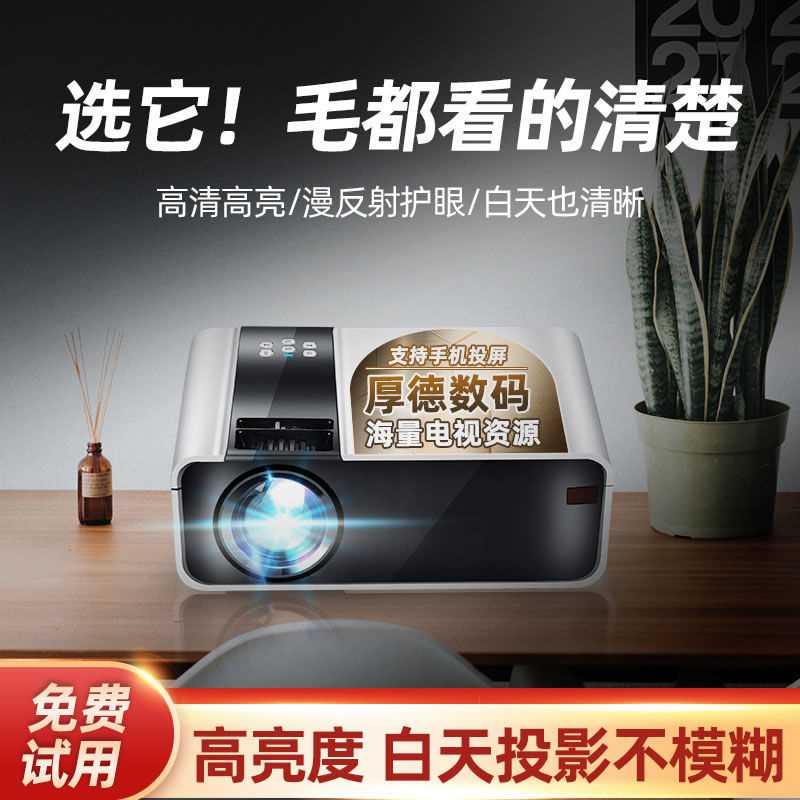 选它！毛都看的清楚
高清高亮/漫反射护眼/白天也清晰
支持手机投屏
厚德数码
海量电视资源
免费
试用
高亮度 白天投影不模糊